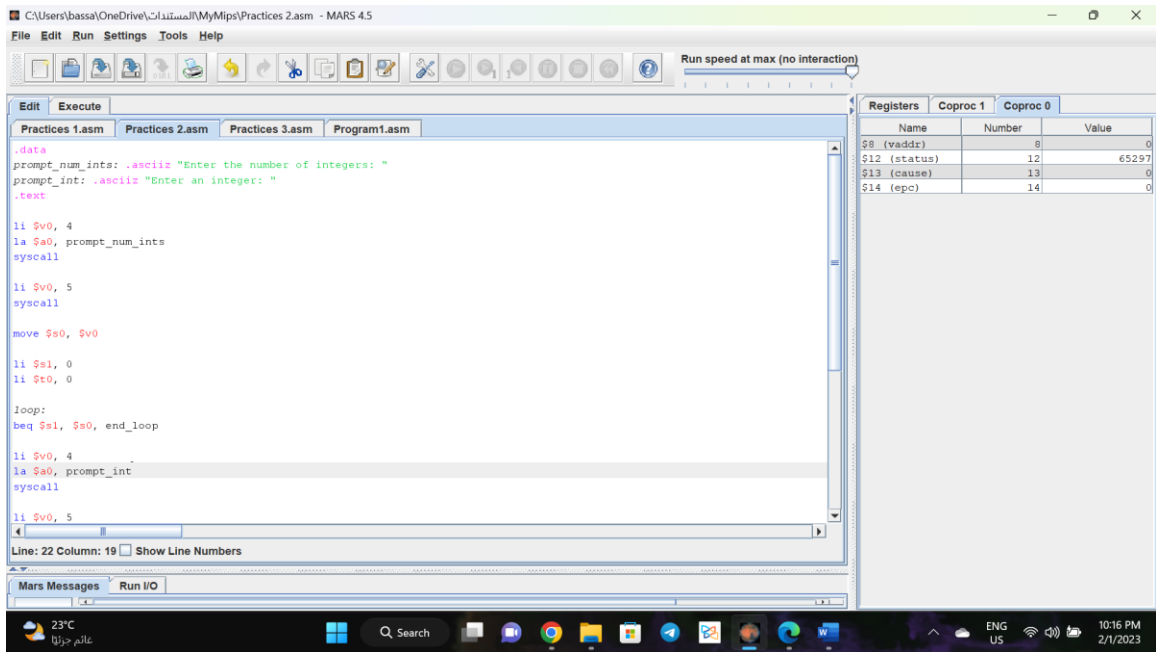 C:\Users\bassa\OneDrive\المستندات\MyMips\Practices 2.asm - MARS 4.5
File Edit Run Settings Tools Help
Run speed at max (no interaction)
Edit Execute
Practices 1.asm Practices 2.asm Practices 3.asm Program1.asm
.data
prompt_num_ints: .asciiz "Enter the number of integers: "
prompt_int: .asciiz "Enter an integer: "
.text
li $v0, 4
la $a0, prompt_num_ints
syscall
li $v0, 5
syscall
move $s0, $v0
li $s1, 0
li $t0, 0
loop:
beq $s1, $s0, end_loop
li $v0, 4
la $a0, prompt_int
syscall
li $v0, 5
Line: 22 Column: 19 Show Line Numbers
Mars Messages Run I/O
Registers Coproc 1 Coproc 0
Name Number Value
$8 (vaddr) 8 0
$12 (status) 12 65297
$13 (cause) 13 0
$14 (epc) 14 0
23°C
غائم جزئيًا
Search
ENG
US
10:16 PM
2/1/2023